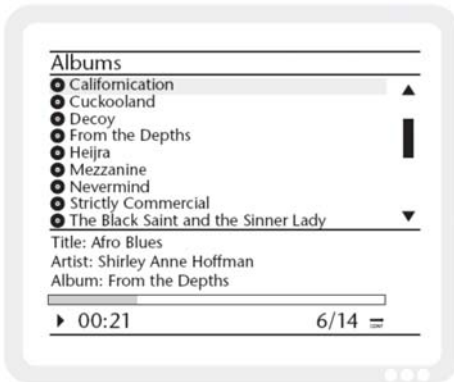 Albums
Californication
Cuckooland
Decoy
From the Depths
Heijra
Mezzanine
Nevermind
Strictly Commercial
The Black Saint and the Sinner Lady
Title: Afro Blues
Artist: Shirley Anne Hoffman
Album: From the Depths
00:21 6/14 CONT